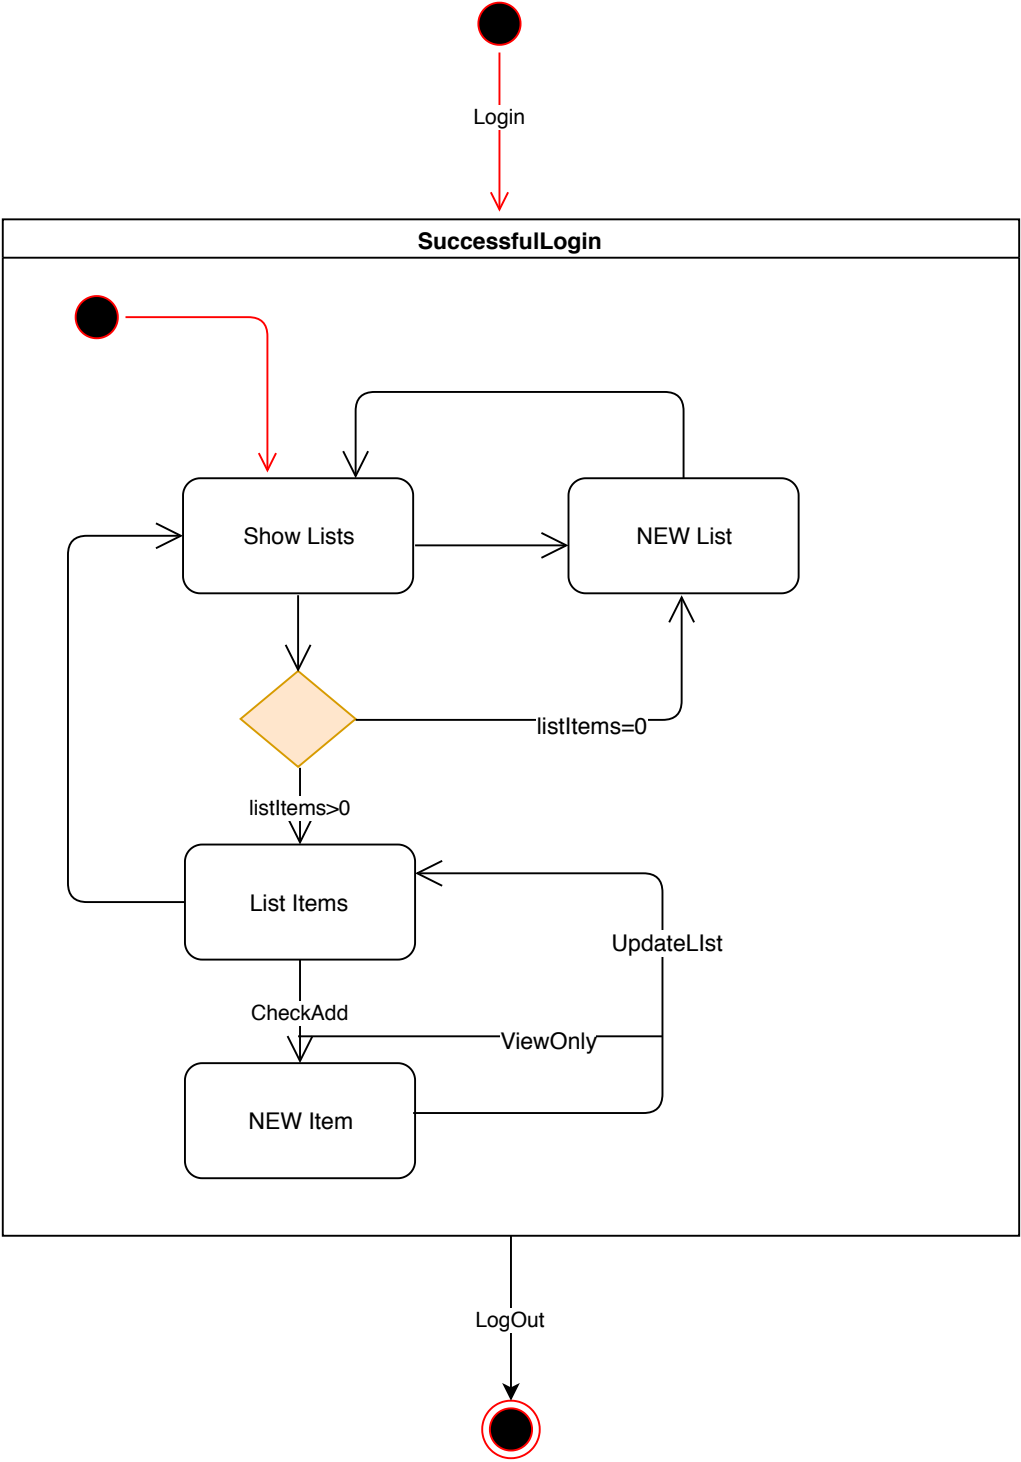 Login
SuccessfulLogin
Show Lists
NEW List
listItems=0
listItems>0
List Items
UpdateLIst
CheckAdd
ViewOnly
NEW Item
LogOut